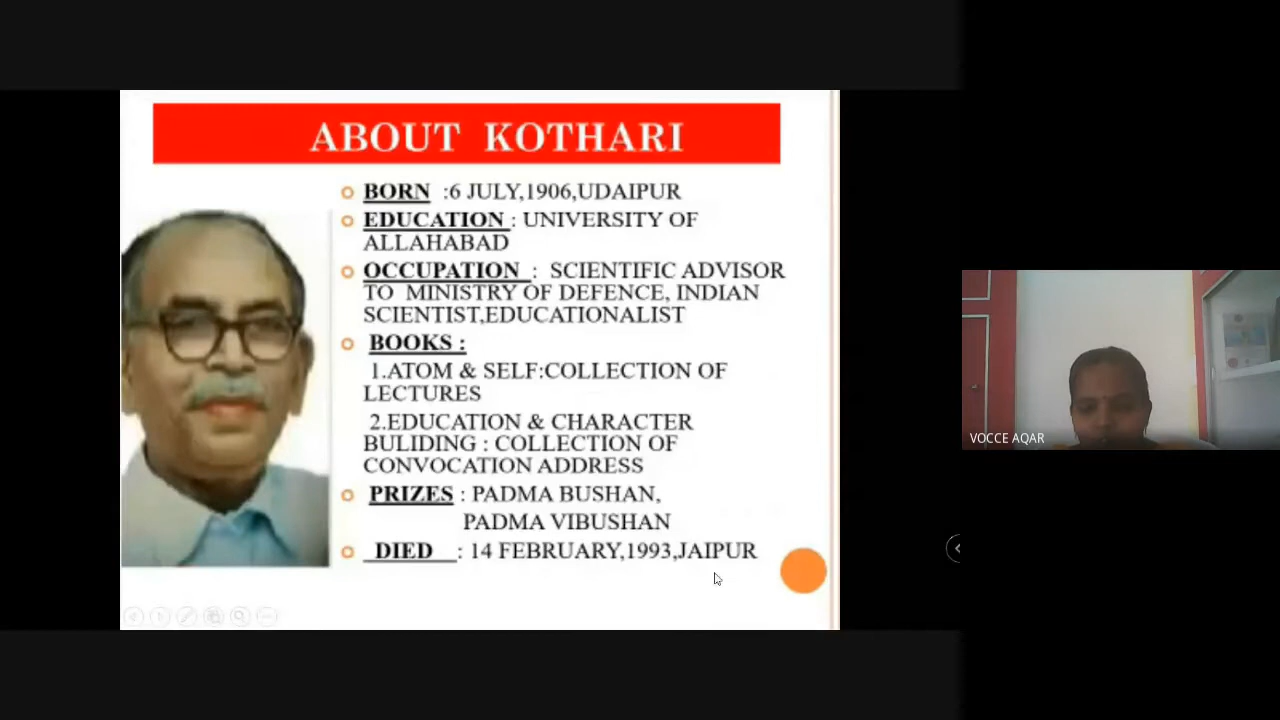 ABOUT KOTHARI
BORN :6 JULY,1906,UDAIPUR
EDUCATION : UNIVERSITY OF
ALLAHABAD
OCCUPATION : SCIENTIFIC ADVISOR
TO MINISTRY OF DEFENCE, INDIAN
SCIENTIST,EDUCATIONALIST
BOOKS :
1.ATOM & SELF:COLLECTION OF
LECTURES
2.EDUCATION & CHARACTER
BULIDING : COLLECTION OF
CONVOCATION ADDRESS
PRIZES : PADMA BUSHAN,
PADMA VIBUSHAN
DIED : 14 FEBRUARY,1993,JAIPUR
VOCCE AQAR